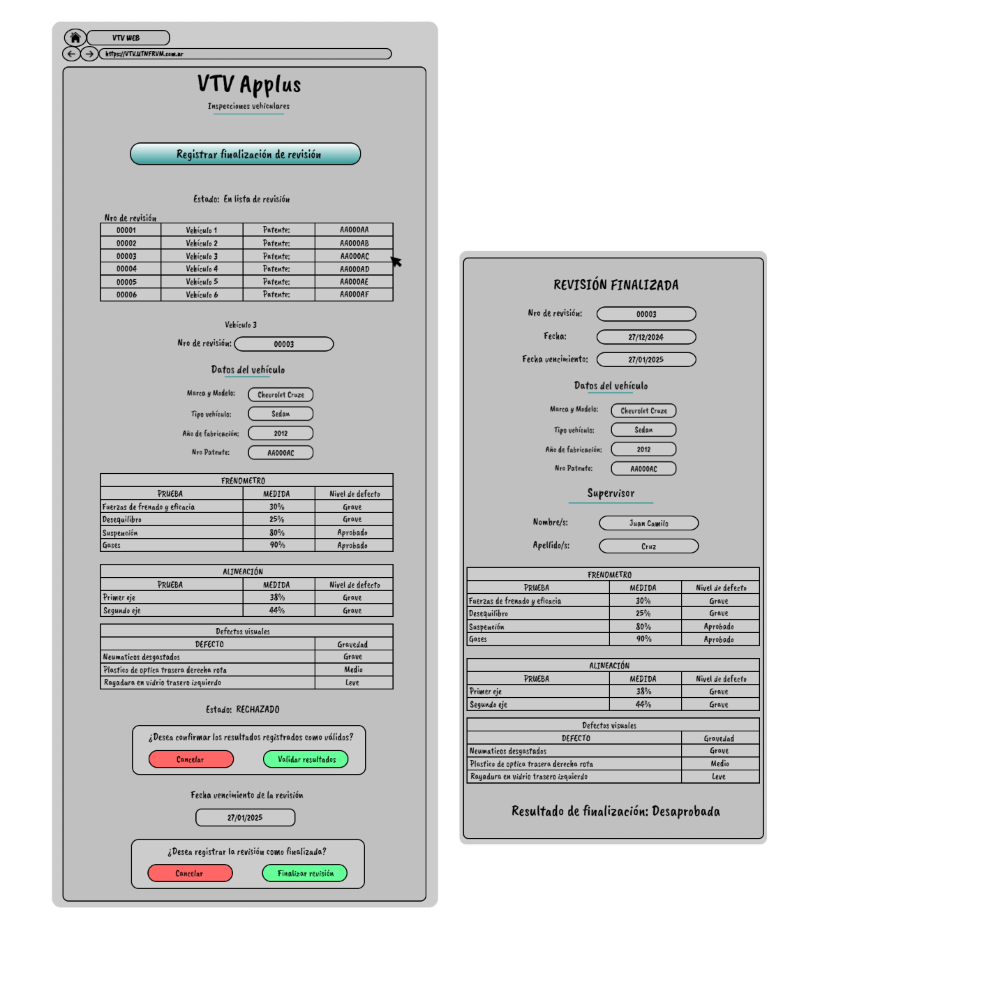 VTV WEB
https://VTV.UTNFRVM.com.ar
VTV Applus
Inspecciones vehiculares
Registrar finalización de revisión
Estado: En lista de revisión
Nro de revisión
00001 Vehículo 1 Patente: AA000AA
00002 Vehículo 2 Patente: AA000AB
00003 Vehículo 3 Patente: AA000AC
00004 Vehículo 4 Patente: AA000AD
00005 Vehículo 5 Patente: AA000AE
00006 Vehículo 6 Patente: AA000AF
Vehículo 3
Nro de revisión: 00003
Datos del vehículo
Marca y Modelo: Chevrolet Cruze
Tipo vehículo: Sedan
Año de fabricación: 2012
Nro Patente: AA000AC
FRENOMETRO
PRUEBA MEDIDA Nivel de defecto
Fuerzas de frenado y eficacia 30% Grave
Desequilibro 25% Grave
Suspención 80% Aprobado
Gases 90% Aprobado
ALINEACIÓN
PRUEBA MEDIDA Nivel de defecto
Primer eje 38% Grave
Segundo eje 44% Grave
Defectos visuales
DEFECTO Gravedad
Neumaticos desgastados Grave
Plastico de optica trasera derecha rota Medio
Rayadura en vidrio trasero izquierdo Leve
Estado: RECHAZADO
¿Desea confirmar los resultados registrados como válidos?
Cancelar Validar resultados
Fecha vencimiento de la revisión
27/01/2025
¿Desea registrar la revisión como finalizada?
Cancelar Finalizar revisión
REVISIÓN FINALIZADA
Nro de revisión: 00003
Fecha: 27/12/2024
Fecha vencimiento: 27/01/2025
Datos del vehículo
Marca y Modelo: Chevrolet Cruze
Tipo vehículo: Sedan
Año de fabricación: 2012
Nro Patente: AA000AC
Supervisor
Nombre/s: Juan Camilo
Apellido/s: Cruz
FRENOMETRO
PRUEBA MEDIDA Nivel de defecto
Fuerzas de frenado y eficacia 30% Grave
Desequilibro 25% Grave
Suspención 80% Aprobado
Gases 90% Aprobado
ALINEACIÓN
PRUEBA MEDIDA Nivel de defecto
Primer eje 38% Grave
Segundo eje 44% Grave
Defectos visuales
DEFECTO Gravedad
Neumaticos desgastados Grave
Plastico de optica trasera derecha rota Medio
Rayadura en vidrio trasero izquierdo Leve
Resultado de finalización: Desaprobada